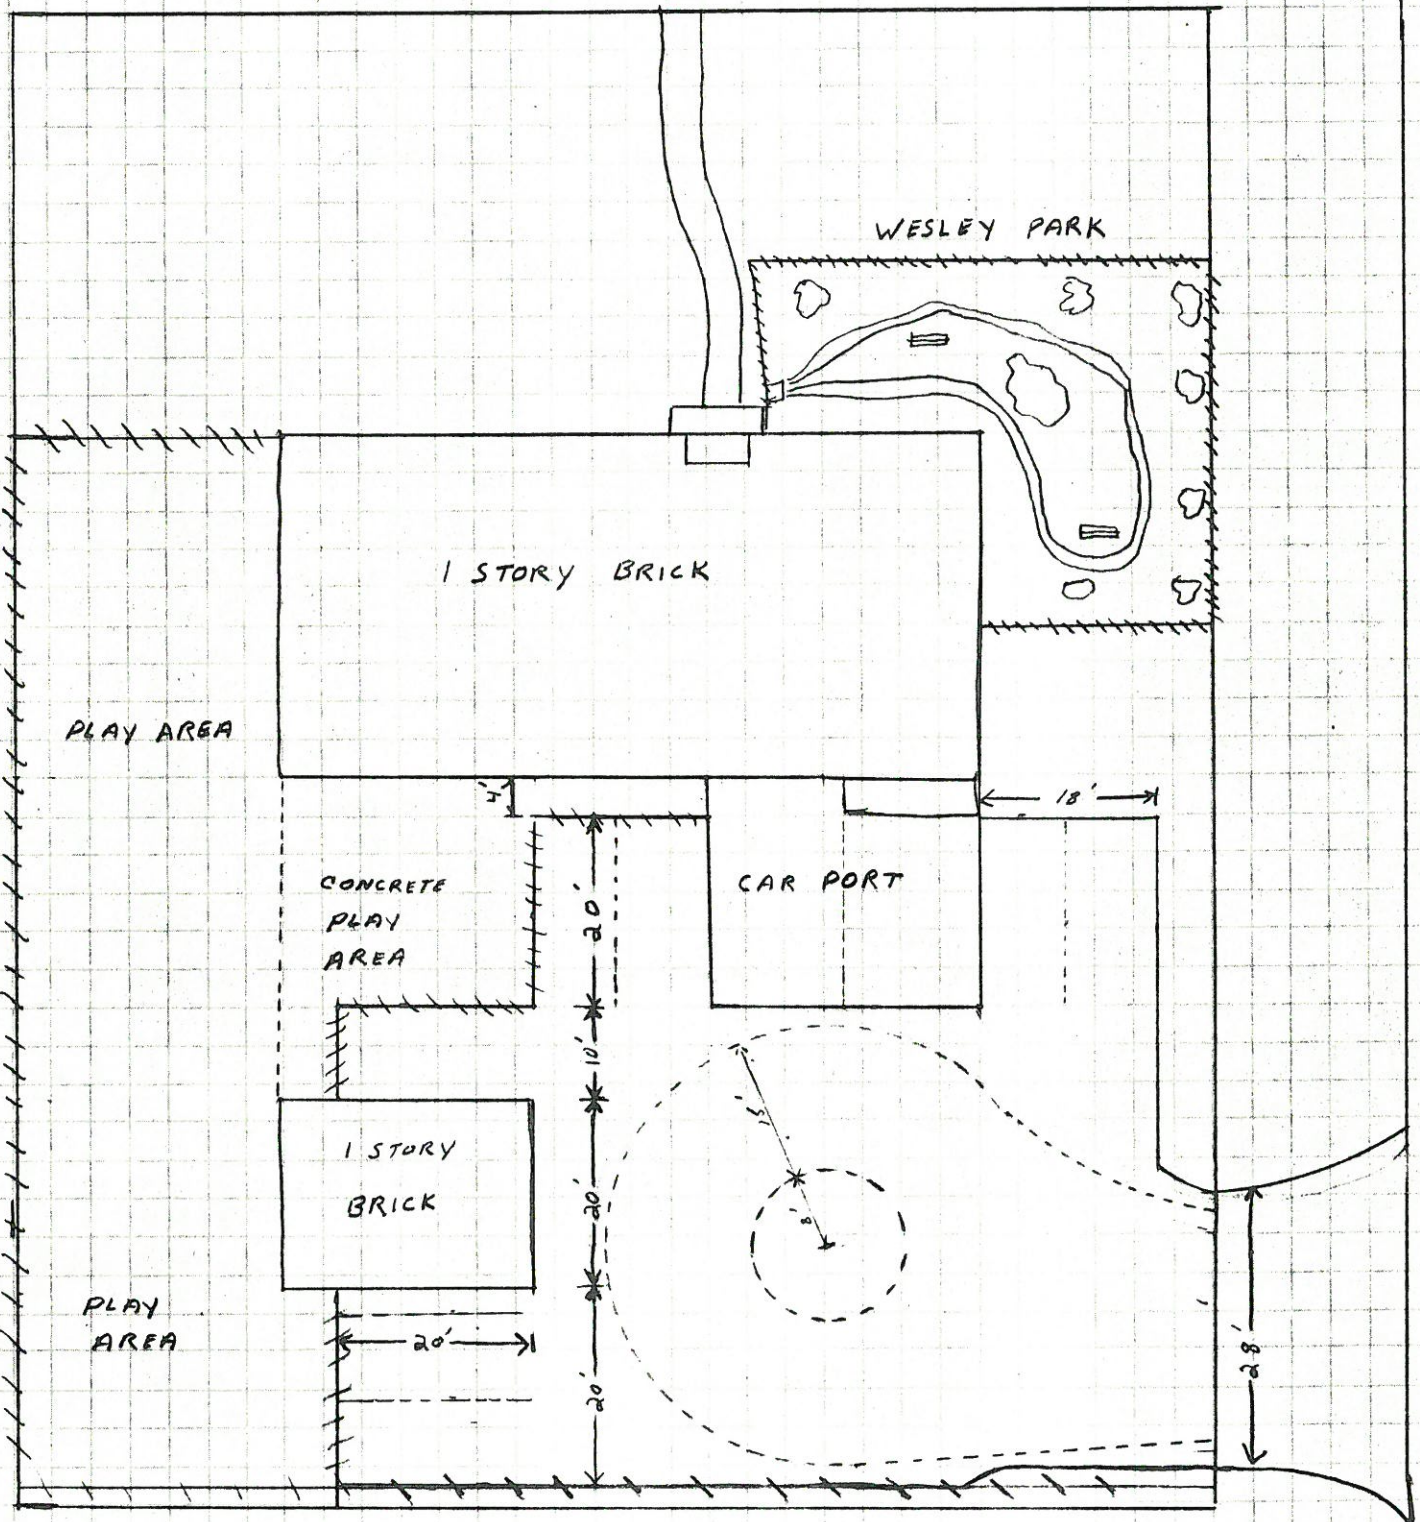 WESLEY PARK
1 STORY BRICK
PLAY AREA
4'
18'
CONCRETE
PLAY
AREA
20'
CAR PORT
10'
15'
1 STORY
BRICK
20'
8'
PLAY
AREA
20'
20'
28'